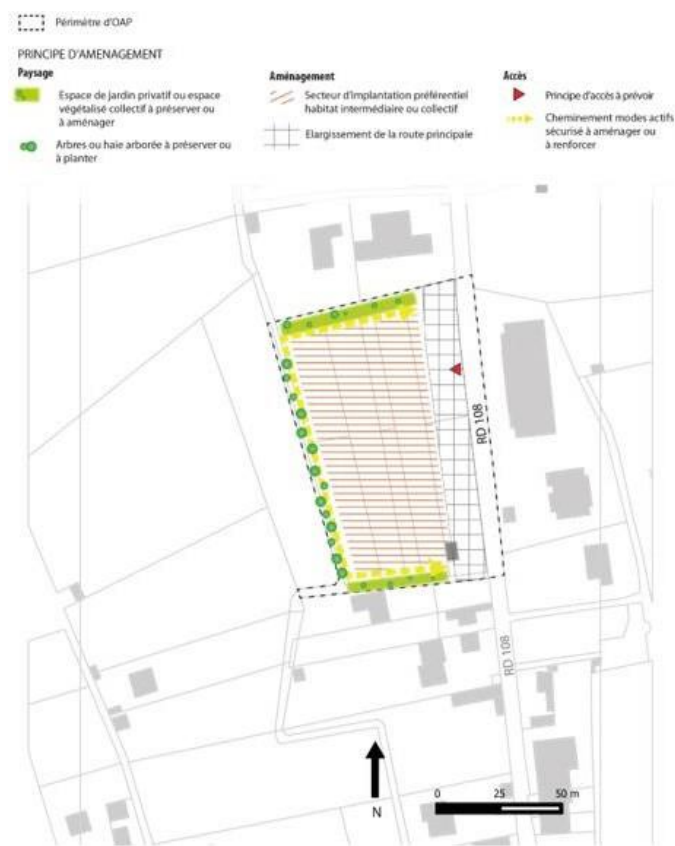 Périmètre d'OAP
PRINCIPE D'AMENAGEMENT
Paysage
Espace de jardin privatif ou espace
végétalisé collectif à préserver ou
à aménager
Arbres ou haie arborée à préserver ou
à planter
Aménagement
Secteur d'implantation préférentiel
habitat intermédiaire ou collectif
Elargissement de la route principale
Accès
Principe d'accès à prévoir
Cheminement modes actifs
sécurisé à aménager ou
à renforcer
RD 108
RD 108
N
0 25 50 m